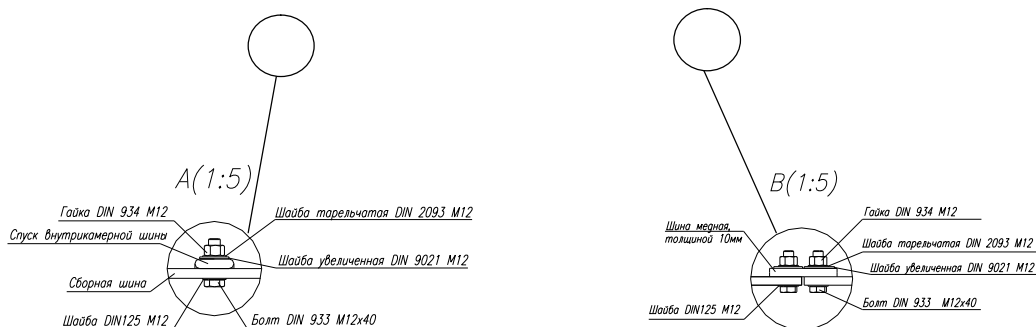 A(1:5)
Гайка DIN 934 M12
Шайба тарельчатая DIN 2093 M12
Спуск внутрикамерной шины
Шайба увеличенная DIN 9021 M12
Сборная шина
Шайба DIN125 M12
Болт DIN 933 M12x40
B(1:5)
Гайка DIN 934 M12
Шина медная,
толщиной 10мм
Шайба тарельчатая DIN 2093 M12
Шайба увеличенная DIN 9021 M12
Шайба DIN125 M12
Болт DIN 933 M12x40